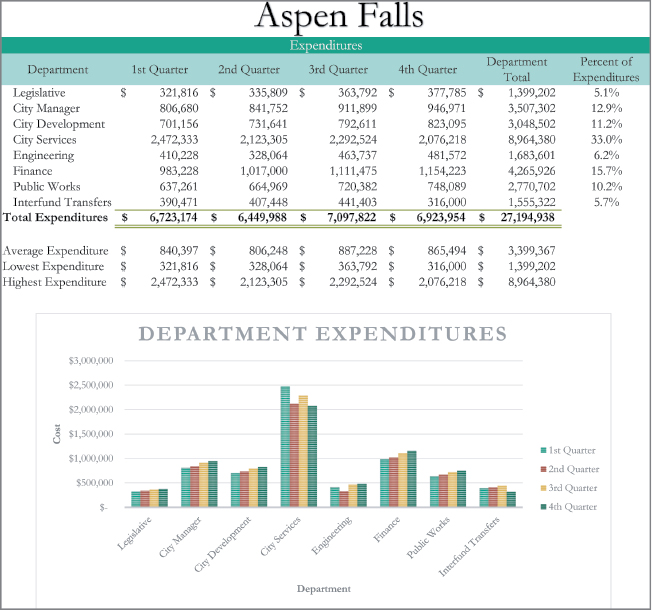 Aspen Falls
Expenditures
Department 1st Quarter 2nd Quarter 3rd Quarter 4th Quarter Department Total Percent of Expenditures
Legislative $ 321,816 $ 335,809 $ 363,792 $ 377,785 $ 1,399,202 5.1%
City Manager 806,680 841,752 911,899 946,971 3,507,302 12.9%
City Development 701,156 731,641 792,611 823,095 3,048,502 11.2%
City Services 2,472,333 2,123,305 2,292,524 2,076,218 8,964,380 33.0%
Engineering 410,228 328,064 463,737 481,572 1,683,601 6.2%
Finance 983,228 1,017,000 1,111,475 1,154,223 4,265,926 15.7%
Public Works 637,261 664,969 720,382 748,089 2,770,702 10.2%
Interfund Transfers 390,471 407,448 441,403 316,000 1,555,322 5.7%
Total Expenditures $ 6,723,174 $ 6,449,988 $ 7,097,822 $ 6,923,954 $ 27,194,938
Average Expenditure $ 840,397 $ 806,248 $ 887,228 $ 865,494 $ 3,399,367
Lowest Expenditure $ 321,816 $ 328,064 $ 363,792 $ 316,000 $ 1,399,202
Highest Expenditure $ 2,472,333 $ 2,123,305 $ 2,292,524 $ 2,076,218 $ 8,964,380
DEPARTMENT EXPENDITURES
$3,000,000
$2,500,000
$2,000,000
$1,500,000
$1,000,000
$500,000
$-
Cost
Legislative
City Manager
City Development
City Services
Engineering
Finance
Public Works
Interfund Transfers
Department
1st Quarter
2nd Quarter
3rd Quarter
4th Quarter